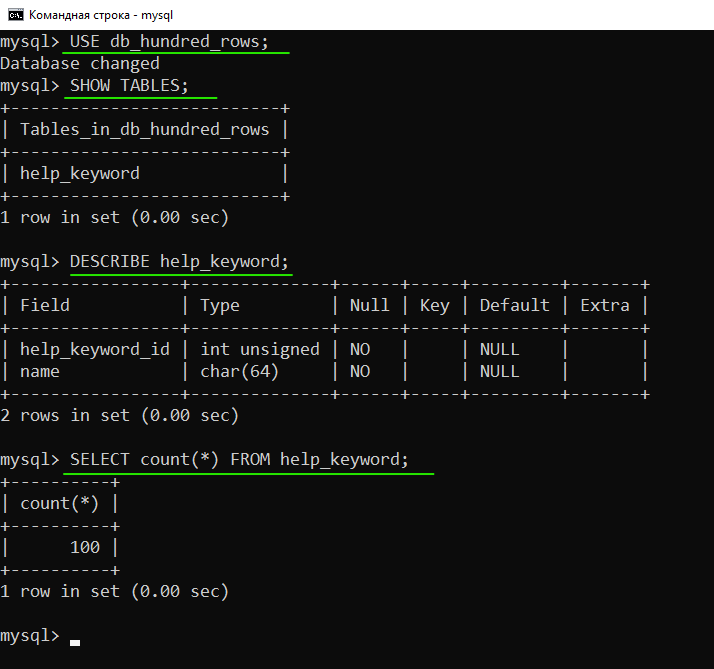 Командная строка - mysql
mysql> USE db_hundred_rows;
Database changed
mysql> SHOW TABLES;
+---------------------------+
| Tables_in_db_hundred_rows |
+---------------------------+
| help_keyword              |
+---------------------------+
1 row in set (0.00 sec)

mysql> DESCRIBE help_keyword;
+-----------------+--------------+------+-----+---------+-------+
| Field           | Type         | Null | Key | Default | Extra |
+-----------------+--------------+------+-----+---------+-------+
| help_keyword_id | int unsigned | NO   |     | NULL    |       |
| name            | char(64)     | NO   |     | NULL    |       |
+-----------------+--------------+------+-----+---------+-------+
2 rows in set (0.00 sec)

mysql> SELECT count(*) FROM help_keyword;
+----------+
| count(*) |
+----------+
|      100 |
+----------+
1 row in set (0.00 sec)

mysql>